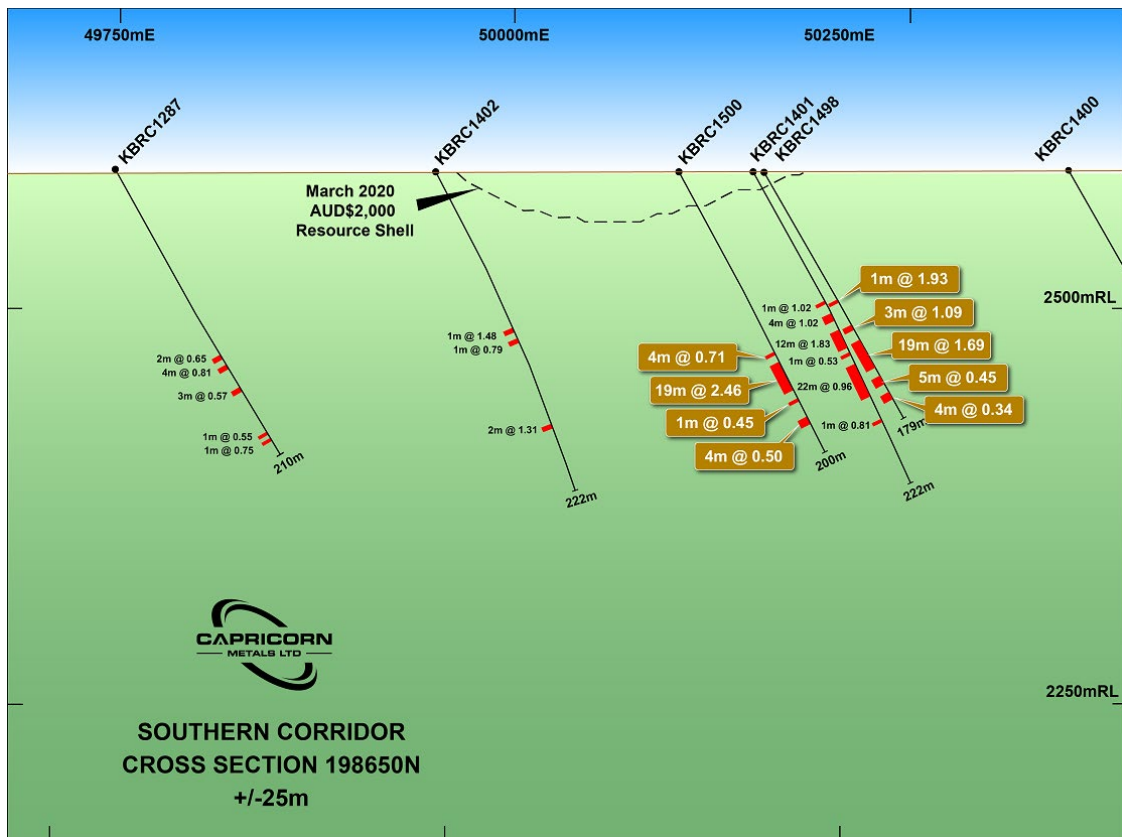 49750mE
50000mE
50250mE
KBRC1287
KBRC1402
KBRC1500
KBRC1401
KBRC1498
KBRC1400
March 2020
AUD$2,000
Resource Shell
2500mRL
1m @ 1.93
3m @ 1.09
19m @ 1.69
5m @ 0.45
4m @ 0.34
179m
1m @ 1.02
4m @ 1.02
12m @ 1.83
1m @ 0.53
22m @ 0.96
1m @ 0.81
222m
4m @ 0.71
19m @ 2.46
1m @ 0.45
4m @ 0.50
200m
1m @ 1.48
1m @ 0.79
2m @ 1.31
222m
2m @ 0.65
4m @ 0.81
3m @ 0.57
1m @ 0.55
1m @ 0.75
210m
2250mRL
CAPRICORN
METALS LTD
SOUTHERN CORRIDOR
CROSS SECTION 198650N
+/-25m